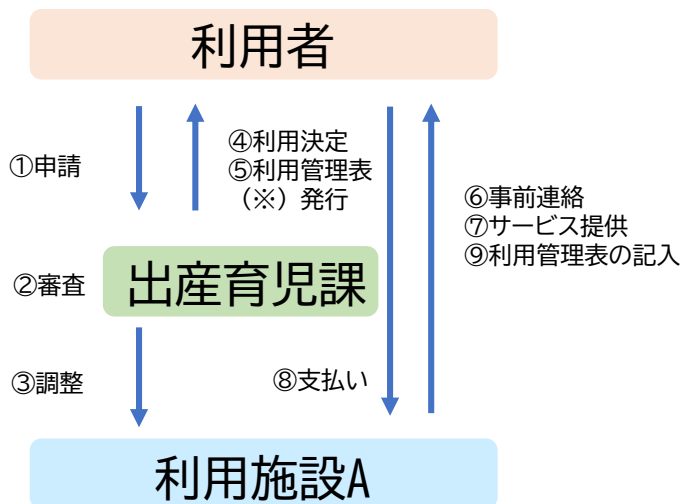 利用者
①申請
④利用決定
⑤利用管理表
（※）発行
⑥事前連絡
⑦サービス提供
⑨利用管理表の記入
②審査
出産育児課
③調整
⑧支払い
利用施設A